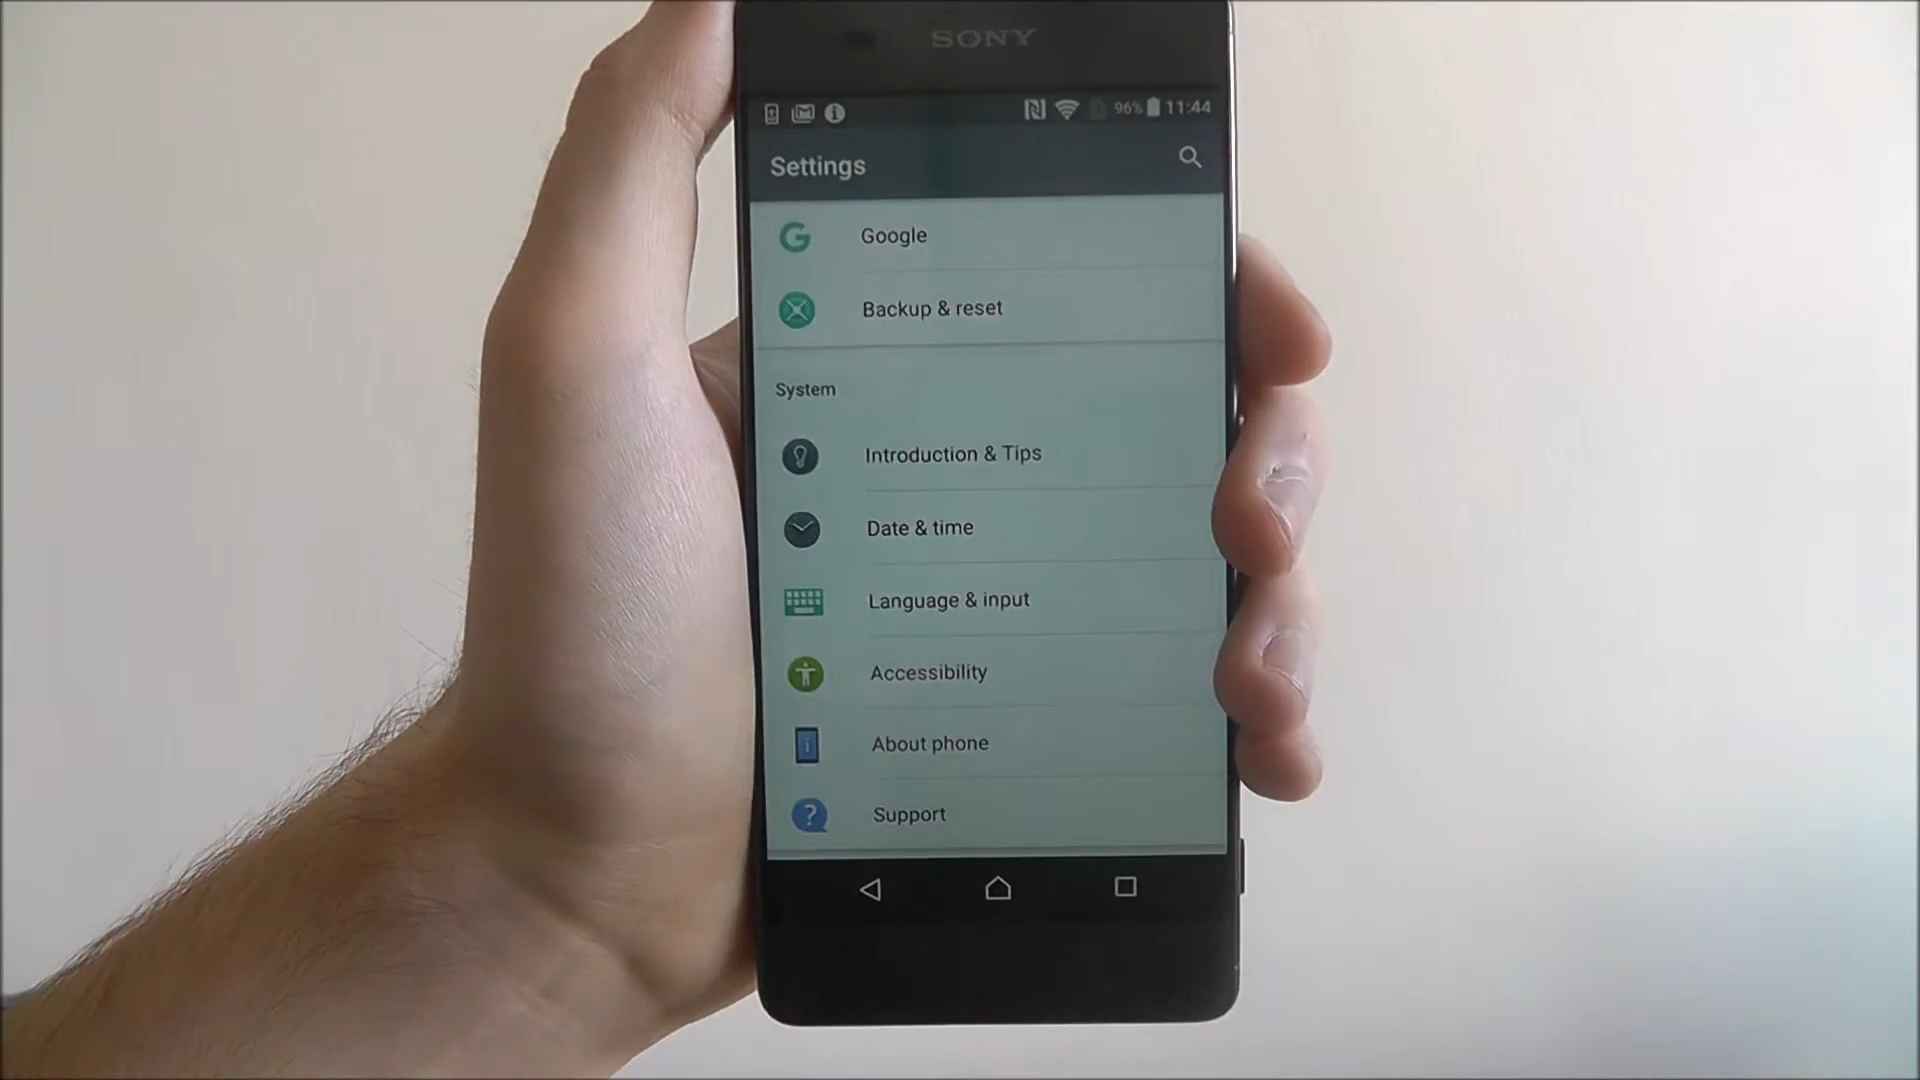 SONY
96% 11:44
Settings
Google
Backup & reset
System
Introduction & Tips
Date & time
Language & input
Accessibility
About phone
Support